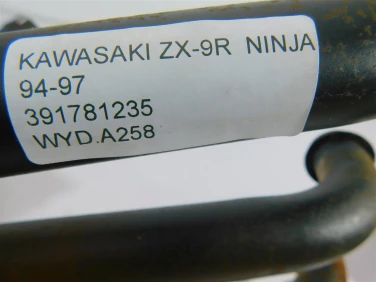 KAWASAKI ZX-9R NINJA
94-97
391781235
WYD.A258